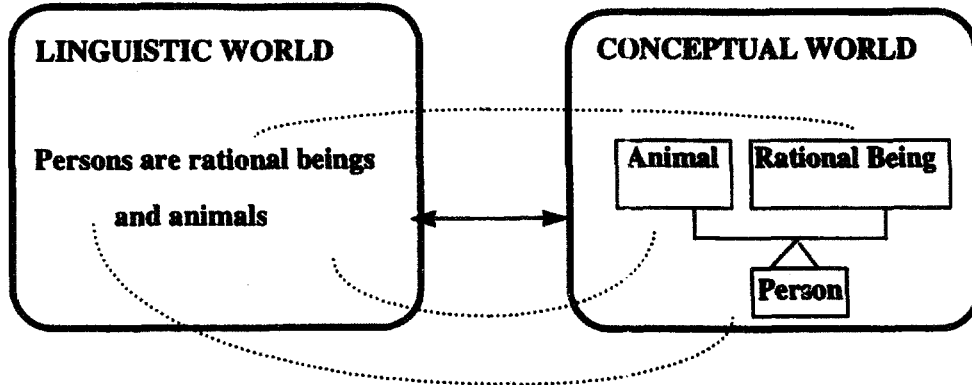 LINGUISTIC WORLD
Persons are rational beings
and animals
CONCEPTUAL WORLD
Animal
Rational Being
Person